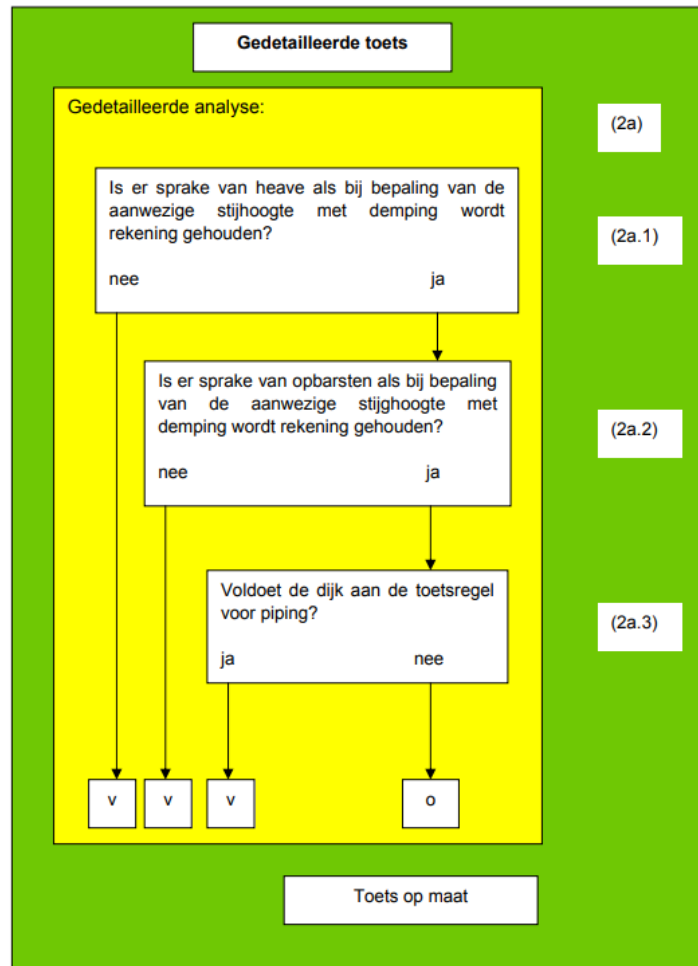 Gedetailleerde toets
Gedetailleerde analyse:
(2a)
Is er sprake van heave als bij bepaling van de
aanwezige stijhoogte met demping wordt
rekening gehouden?
nee ja
(2a.1)
Is er sprake van opbarsten als bij bepaling
van de aanwezige stijghoogte met
demping wordt rekening gehouden?
nee ja
(2a.2)
Voldoet de dijk aan de toetsregel
voor piping?
ja nee
(2a.3)
v v v o
Toets op maat